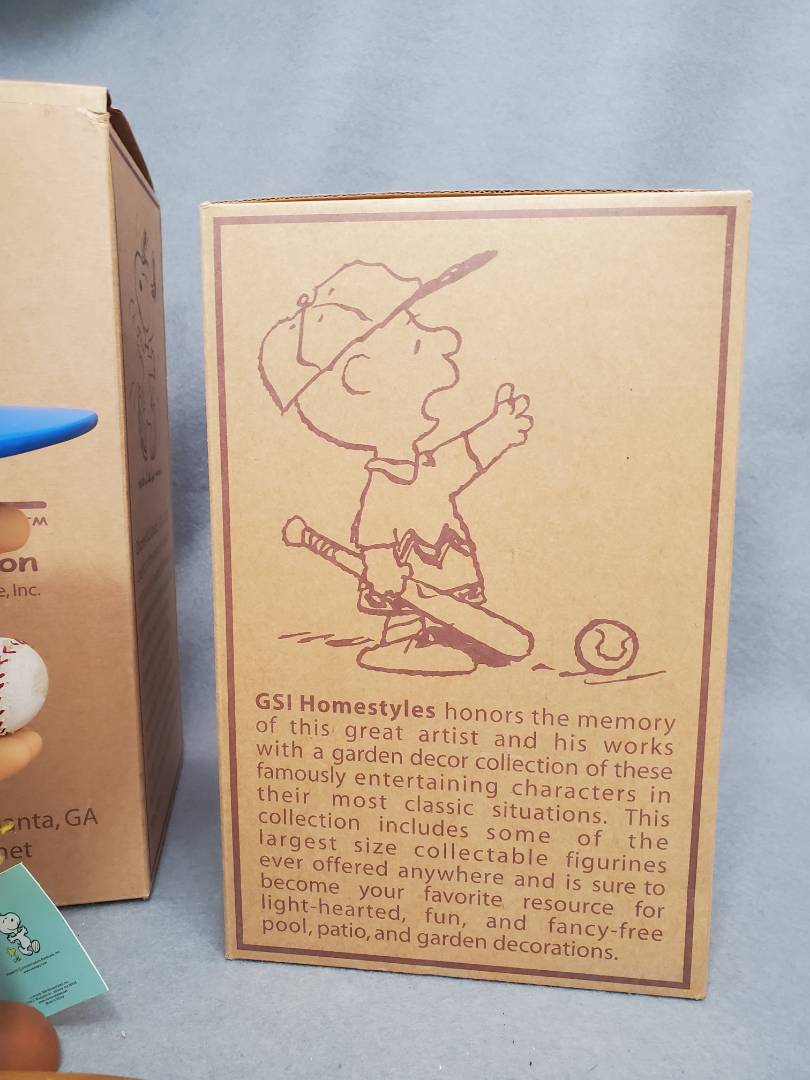 TM
on
e, Inc.
anta, GA
net
GSI Homestyles honors the memory
of this great artist and his works
with a garden decor collection of these
famously entertaining characters in
their most classic situations. This
collection includes some of the
largest size collectable figurines
ever offered anywhere and is sure to
become your favorite resource for
light-hearted, fun, and fancy-free
pool, patio, and garden decorations.